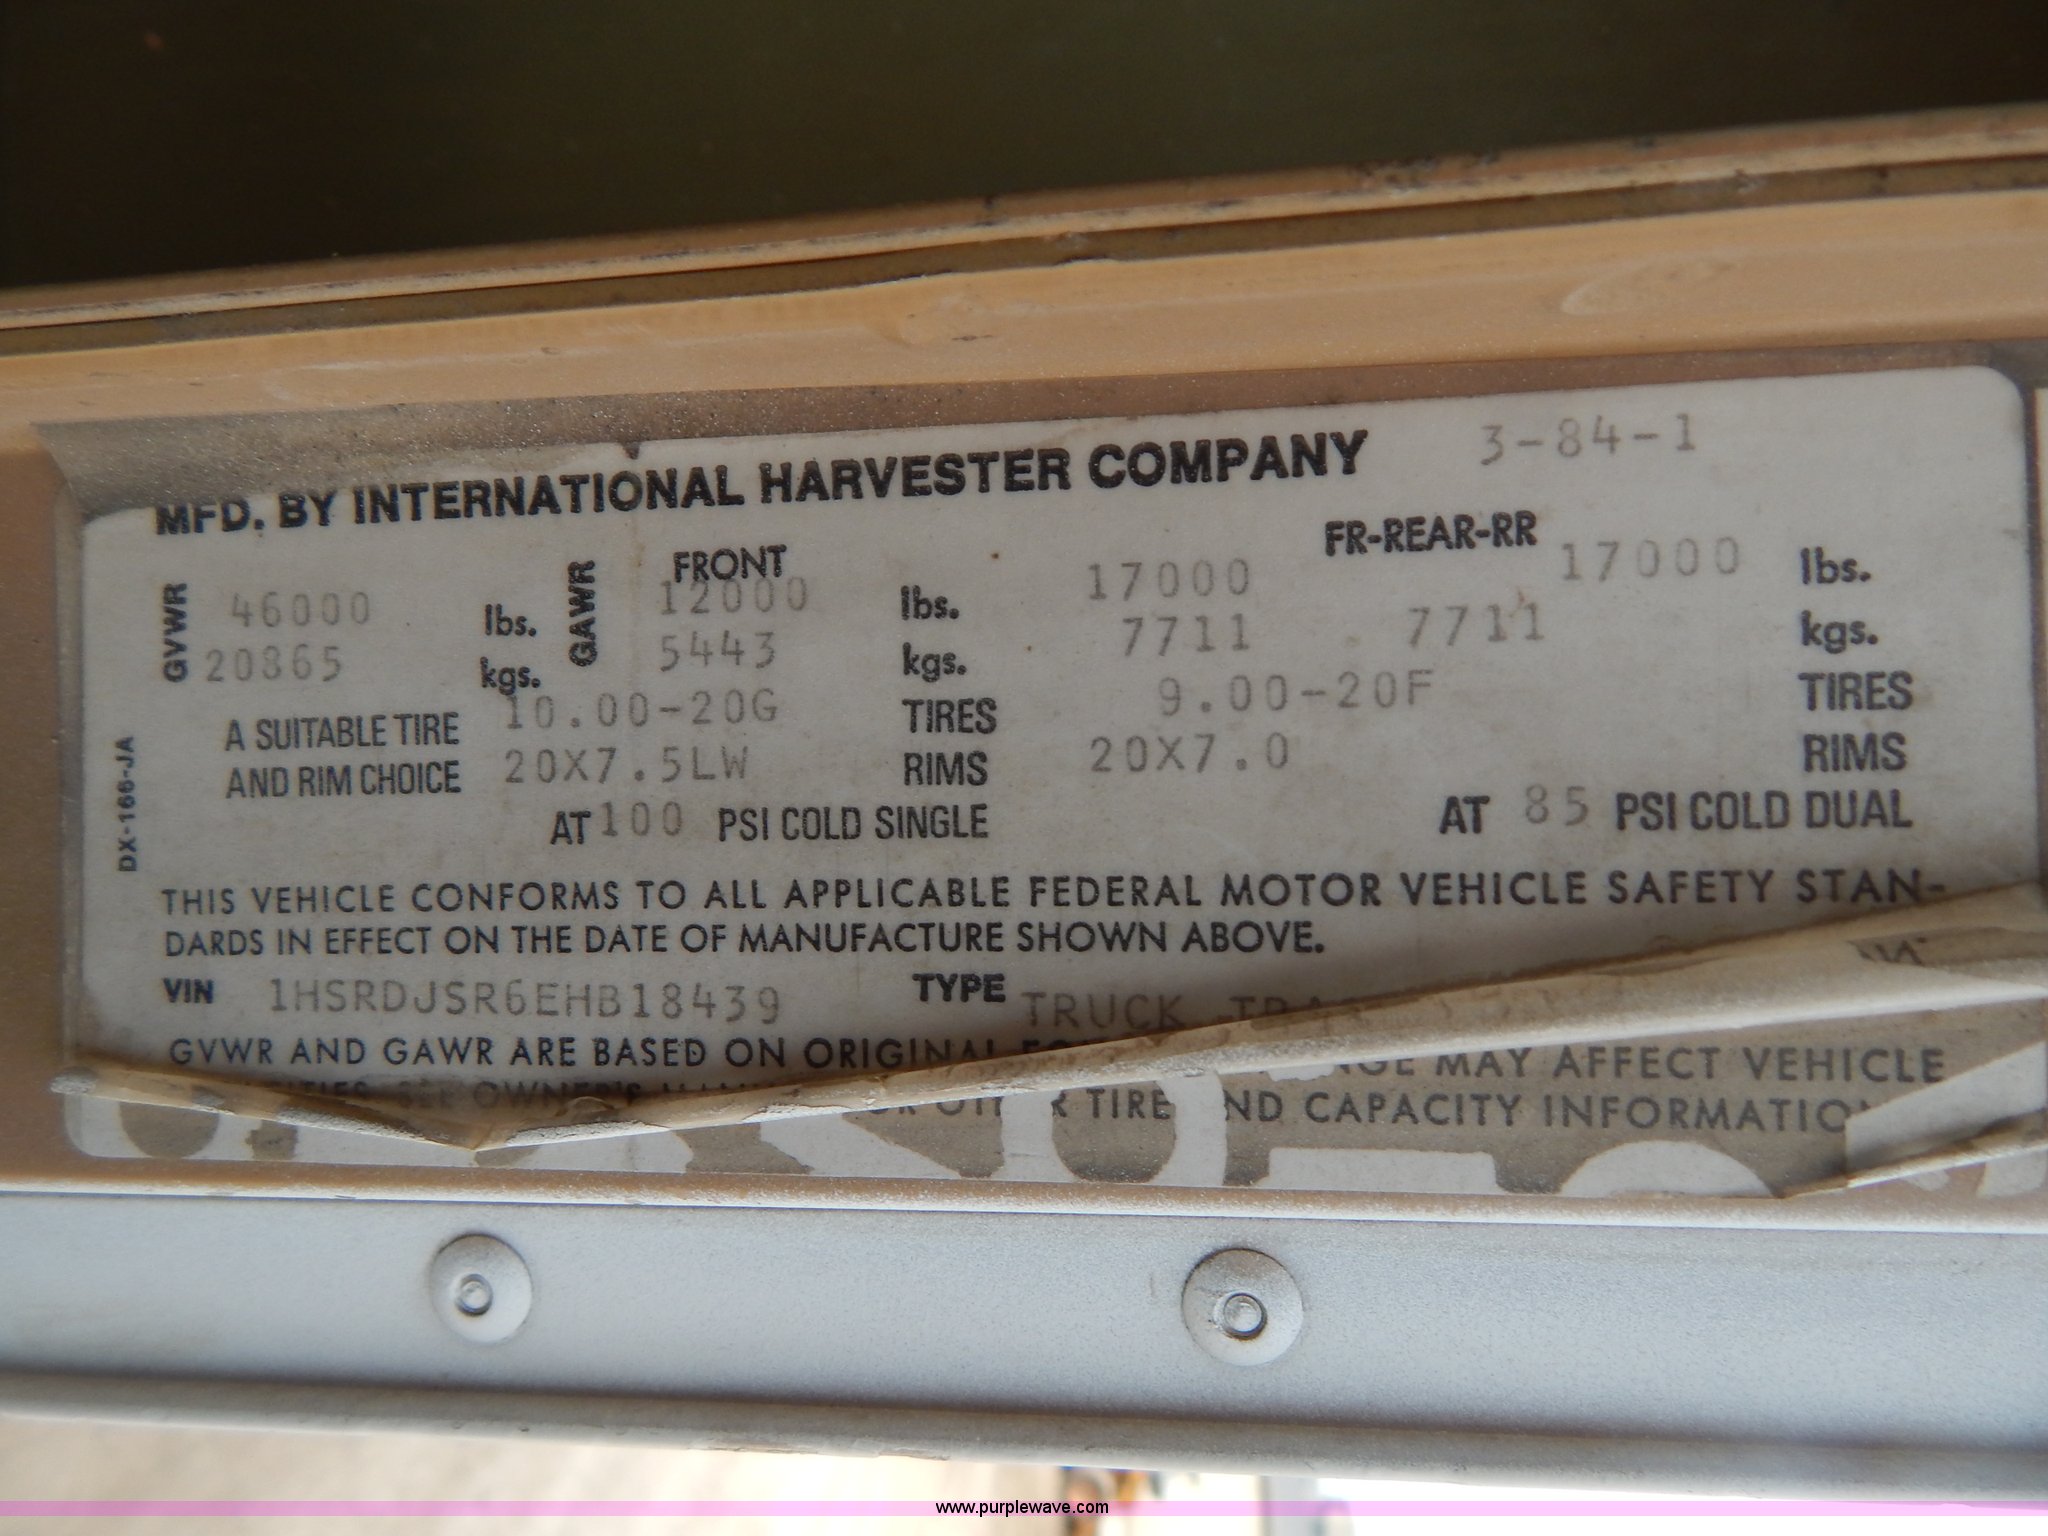 MFD. BY INTERNATIONAL HARVESTER COMPANY 3-84-1
GVWR 46000 lbs. GAWR FRONT 12000 lbs. 17000 FR-REAR-RR 17000 lbs.
20865 kgs. 5443 kgs. 7711 7711 kgs.
A SUITABLE TIRE 10.00-20G TIRES 9.00-20F TIRES
AND RIM CHOICE 20X7.5LW RIMS 20X7.0 RIMS
AT 100 PSI COLD SINGLE AT 85 PSI COLD DUAL
DX-166-JA
THIS VEHICLE CONFORMS TO ALL APPLICABLE FEDERAL MOTOR VEHICLE SAFETY STAN-
DARDS IN EFFECT ON THE DATE OF MANUFACTURE SHOWN ABOVE.
VIN 1HSRDJSR6EHB18439 TYPE TRUCK
GVWR AND GAWR ARE BASED ON ORIGINAL MAY AFFECT VEHICLE
SEE OWNER'S TIRE AND CAPACITY INFORMATION
www.purplewave.com